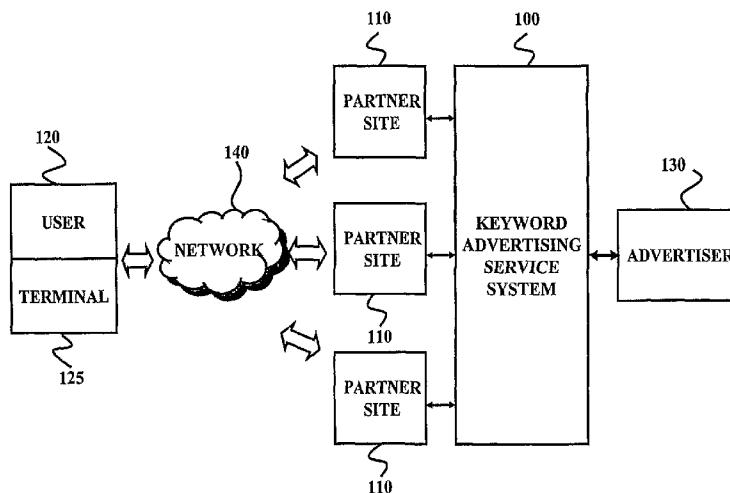 110
100
PARTNER
SITE
120
140
130
USER
TERMINAL
NETWORK
PARTNER
SITE
KEYWORD
ADVERTISING
SERVICE
SYSTEM
ADVERTISER
125
110
PARTNER
SITE
110